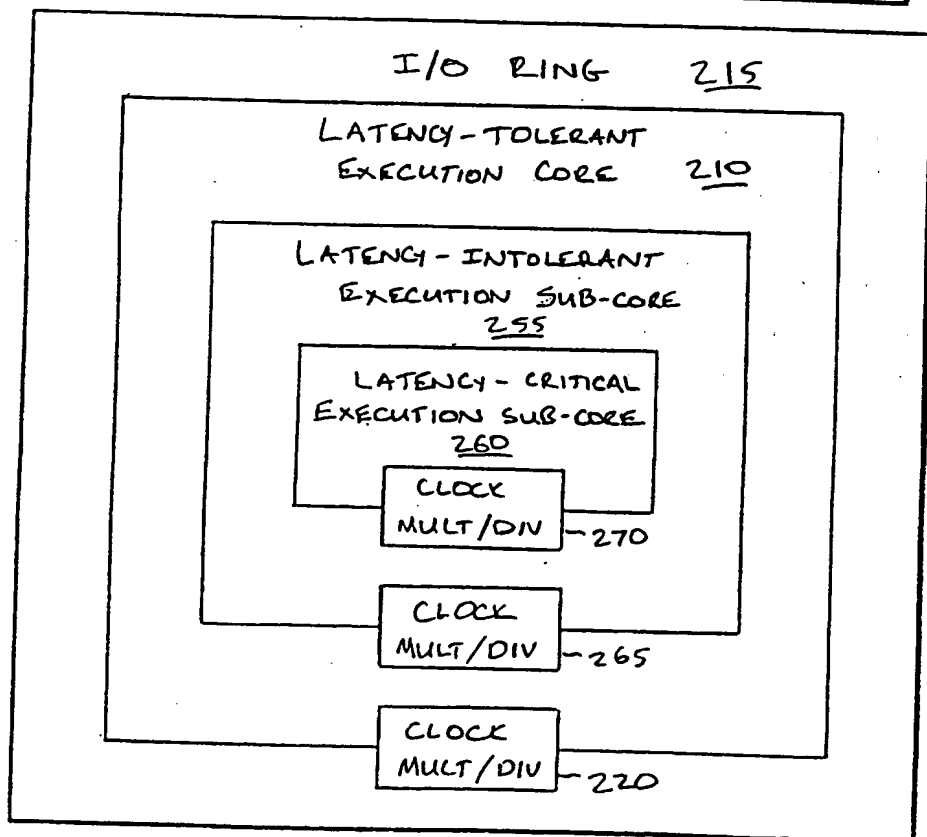 I/O RING 215
LATENCY-TOLERANT
EXECUTION CORE 210
LATENCY-INTOLERANT
EXECUTION SUB-CORE
255
LATENCY-CRITICAL
EXECUTION SUB-CORE
260
CLOCK
MULT/DIV 270
CLOCK
MULT/DIV 265
CLOCK
MULT/DIV 220